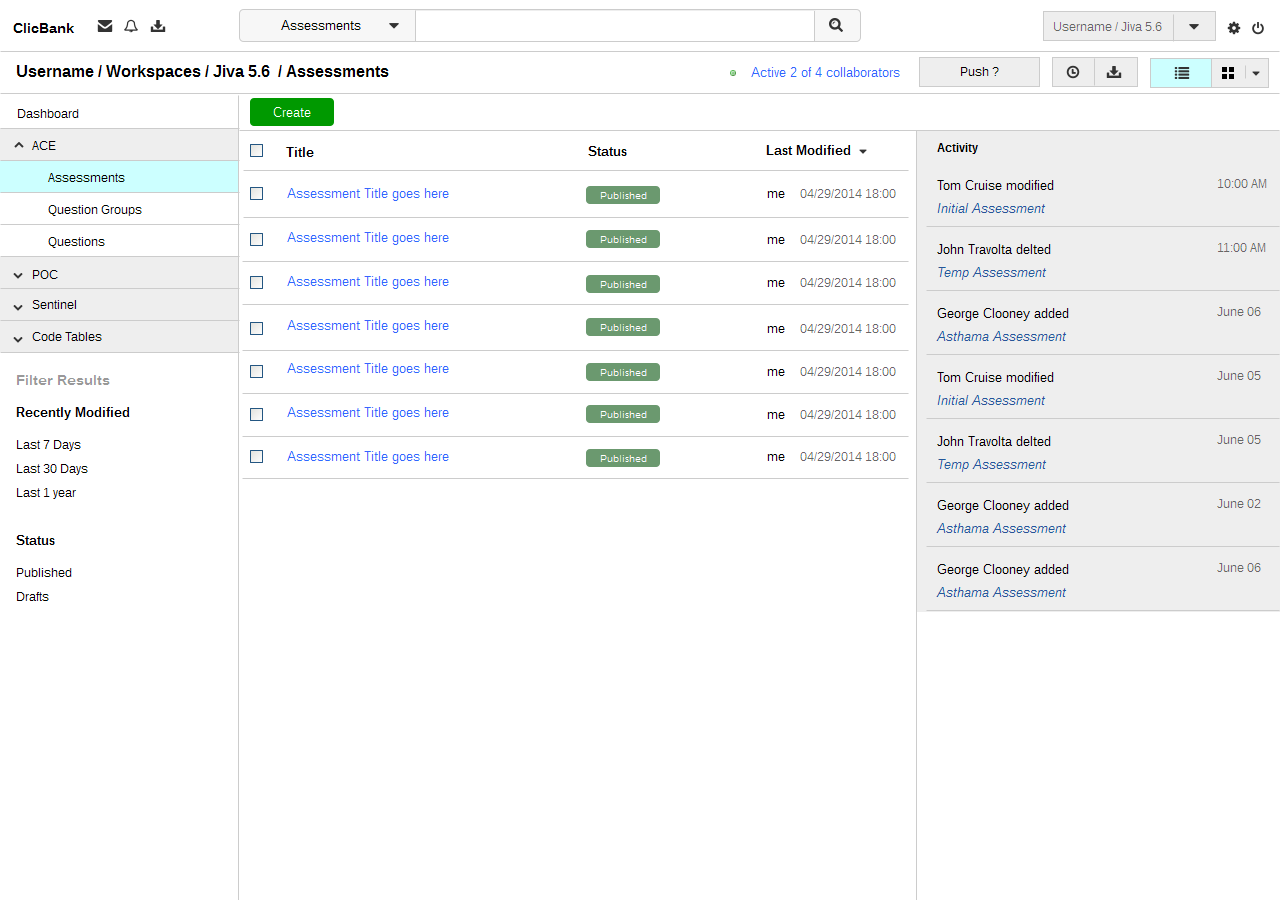 ClicBank
Assessments
Username / Jiva 5.6
Username / Workspaces / Jiva 5.6 / Assessments
Active 2 of 4 collaborators
Push ?
Dashboard
ACE
Assessments
Question Groups
Questions
POC
Sentinel
Code Tables
Filter Results
Recently Modified
Last 7 Days
Last 30 Days
Last 1 year
Status
Published
Drafts
Create
Title Status Last Modified
Assessment Title goes here Published me 04/29/2014 18:00
Assessment Title goes here Published me 04/29/2014 18:00
Assessment Title goes here Published me 04/29/2014 18:00
Assessment Title goes here Published me 04/29/2014 18:00
Assessment Title goes here Published me 04/29/2014 18:00
Assessment Title goes here Published me 04/29/2014 18:00
Assessment Title goes here Published me 04/29/2014 18:00
Activity
Tom Cruise modified 10:00 AM
Initial Assessment
John Travolta delted 11:00 AM
Temp Assessment
George Clooney added June 06
Asthama Assessment
Tom Cruise modified June 05
Initial Assessment
John Travolta delted June 05
Temp Assessment
George Clooney added June 02
Asthama Assessment
George Clooney added June 06
Asthama Assessment